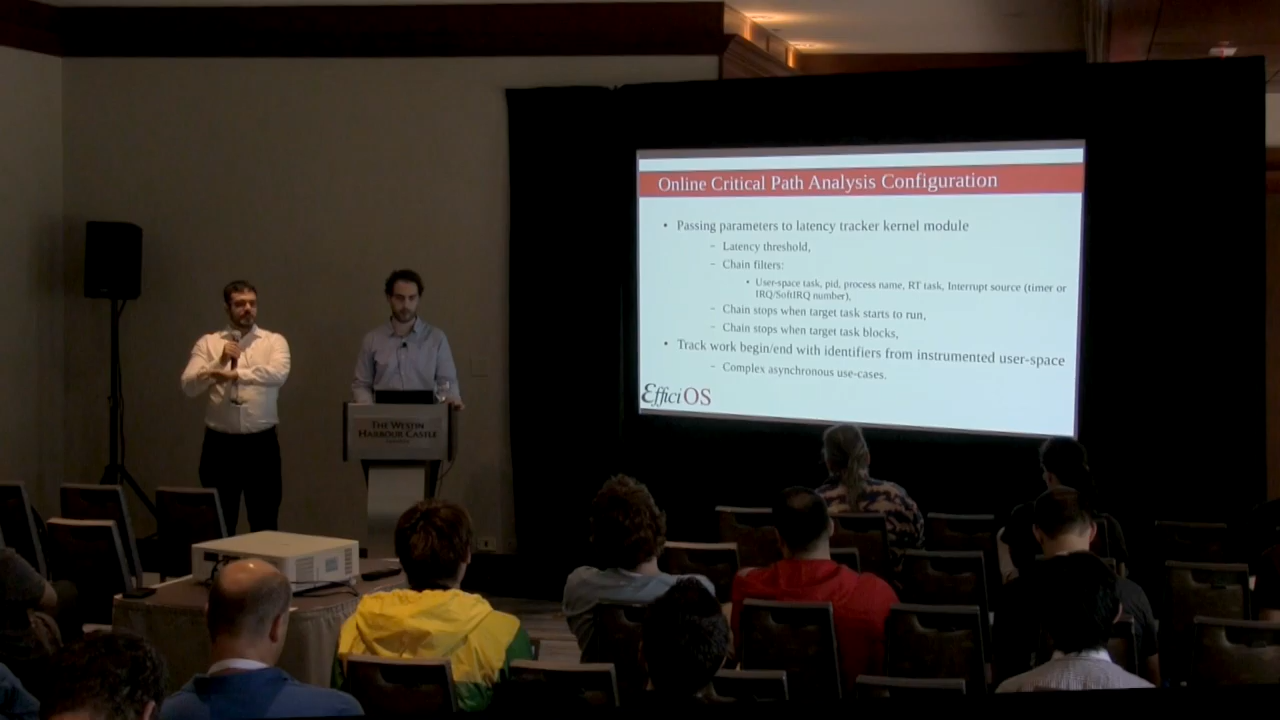 Online Critical Path Analysis Configuration
• Passing parameters to latency tracker kernel module
– Latency threshold,
– Chain filters:
• User-space task, pid, process name, RT task, Interrupt source (timer or
IRQ/SoftIRQ number),
– Chain stops when target task starts to run,
– Chain stops when target task blocks,
• Track work begin/end with identifiers from instrumented user-space
– Complex asynchronous use-cases.
EfficiOS
THE WESTIN
HARBOUR CASTLE